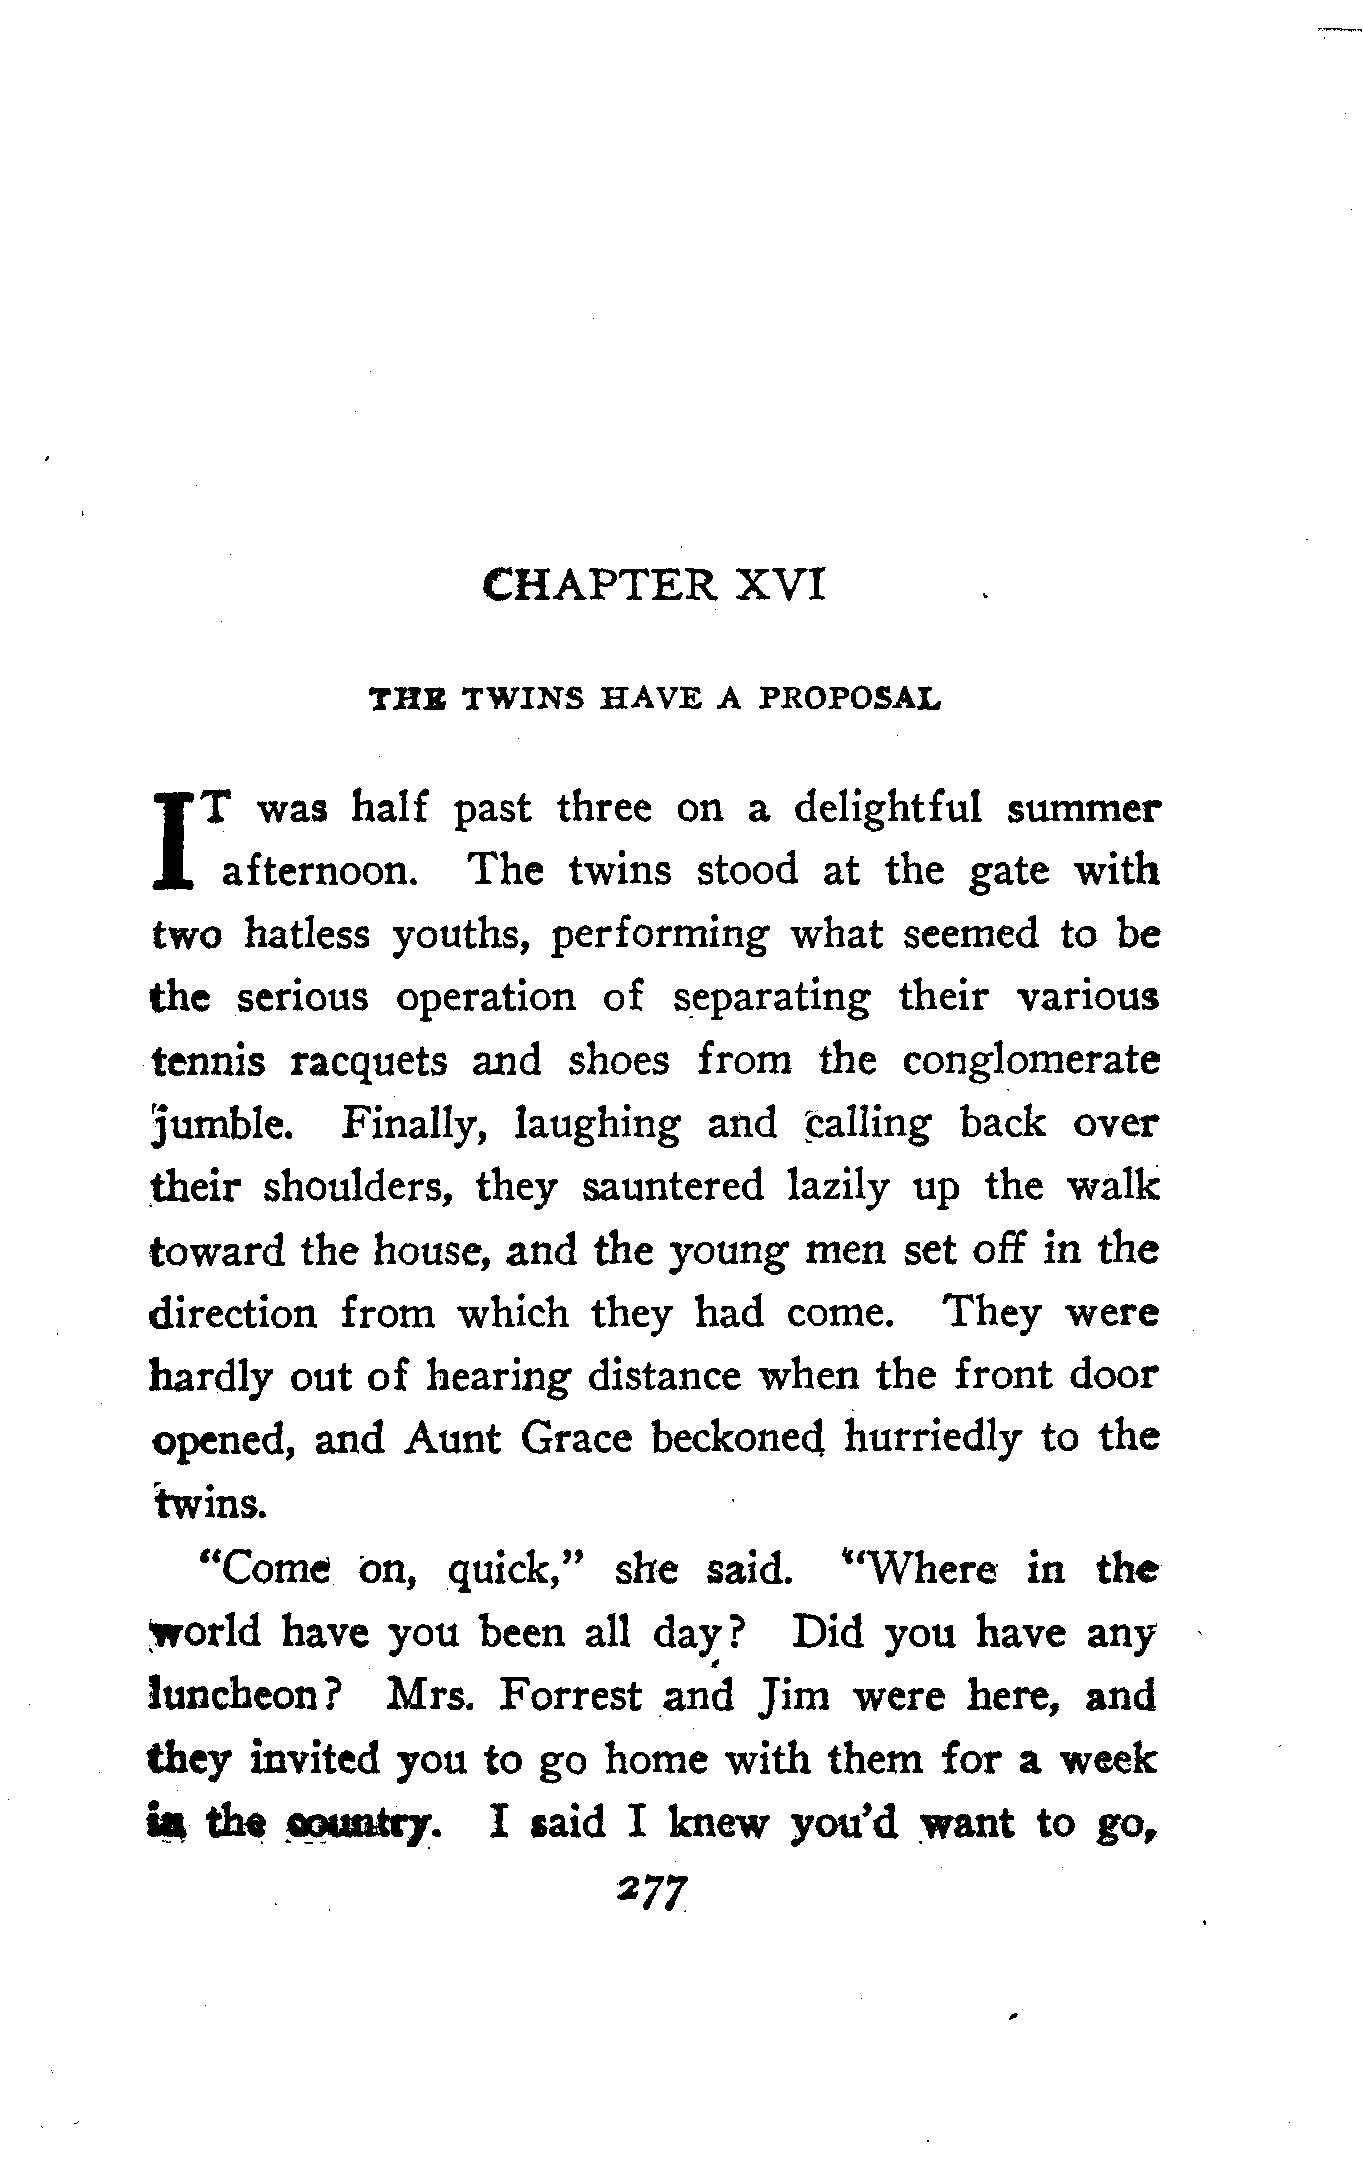 CHAPTER XVI
THE TWINS HAVE A PROPOSAL
IT was half past three on a delightful summer
afternoon. The twins stood at the gate with
two hatless youths, performing what seemed to be
the serious operation of separating their various
tennis racquets and shoes from the conglomerate
jumble. Finally, laughing and calling back over
their shoulders, they sauntered lazily up the walk
toward the house, and the young men set off in the
direction from which they had come. They were
hardly out of hearing distance when the front door
opened, and Aunt Grace beckoned hurriedly to the
twins.
“Come on, quick,” she said. “Where in the
world have you been all day? Did you have any
luncheon? Mrs. Forrest and Jim were here, and
they invited you to go home with them for a week
in the country. I said I knew you’d want to go,
277